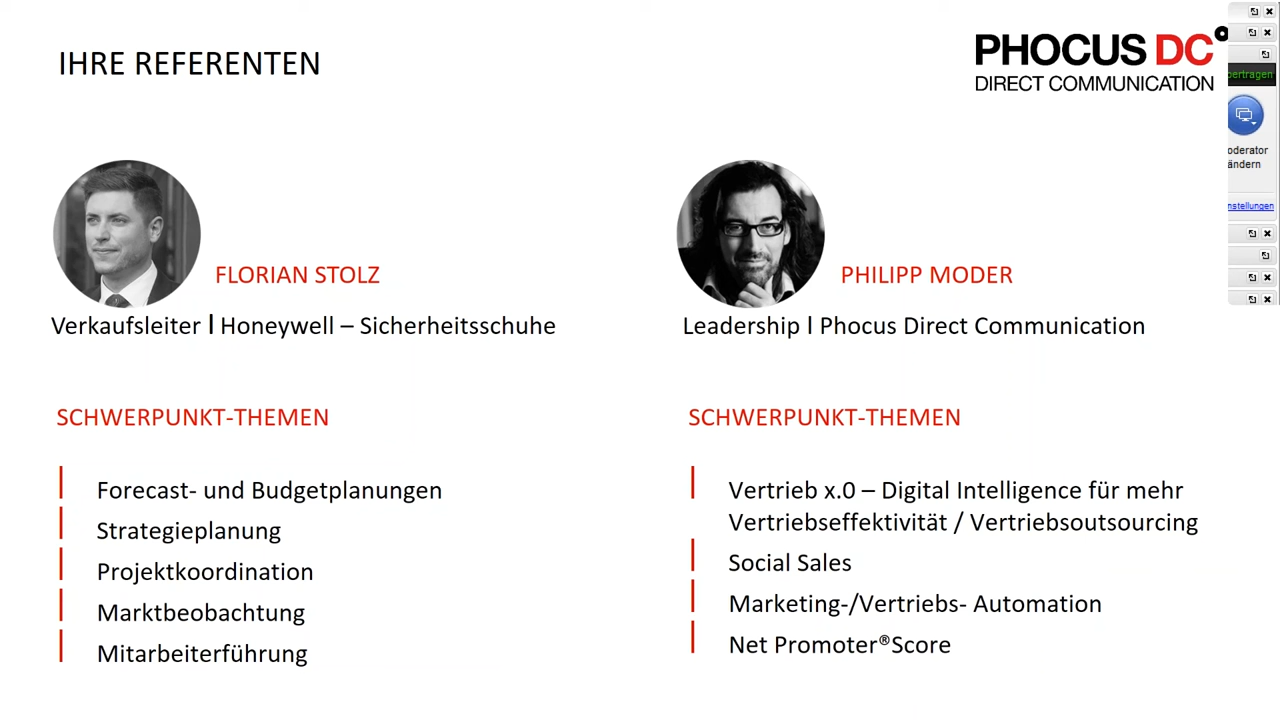 IHRE REFERENTEN
PHOCUS DC
DIRECT COMMUNICATION
bertragen
oderator
ändern
nstellungen
FLORIAN STOLZ
Verkaufsleiter l Honeywell – Sicherheitsschuhe
SCHWERPUNKT-THEMEN
Forecast- und Budgetplanungen
Strategieplanung
Projektkoordination
Marktbeobachtung
Mitarbeiterführung
PHILIPP MODER
Leadership l Phocus Direct Communication
SCHWERPUNKT-THEMEN
Vertrieb x.0 – Digital Intelligence für mehr
Vertriebseffektivität / Vertriebsoutsourcing
Social Sales
Marketing-/Vertriebs- Automation
Net Promoter®Score